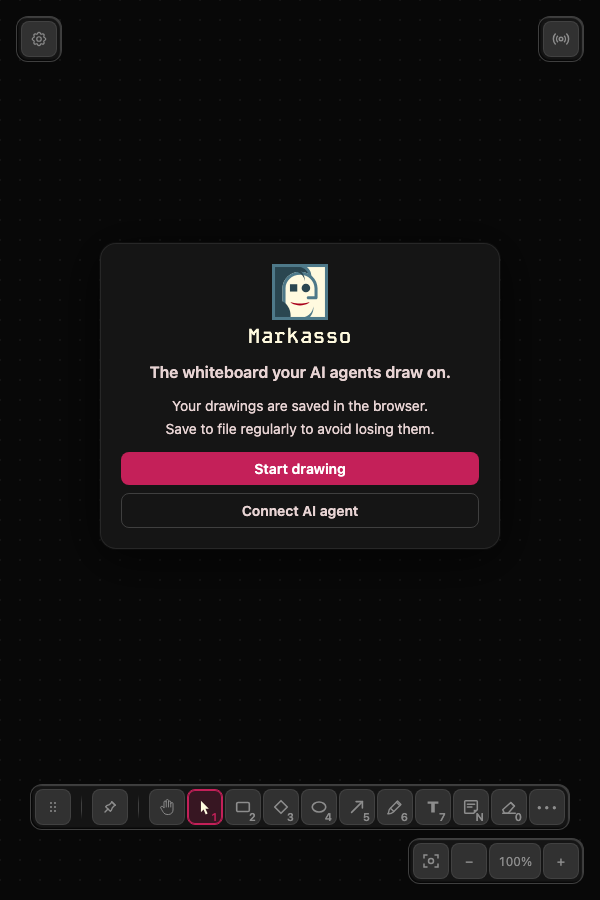 Markasso
The whiteboard your AI agents draw on.
Your drawings are saved in the browser.
Save to file regularly to avoid losing them.
Start drawing
Connect AI agent
1 2 3 4 5 6 T 7 N 0
− 100% +